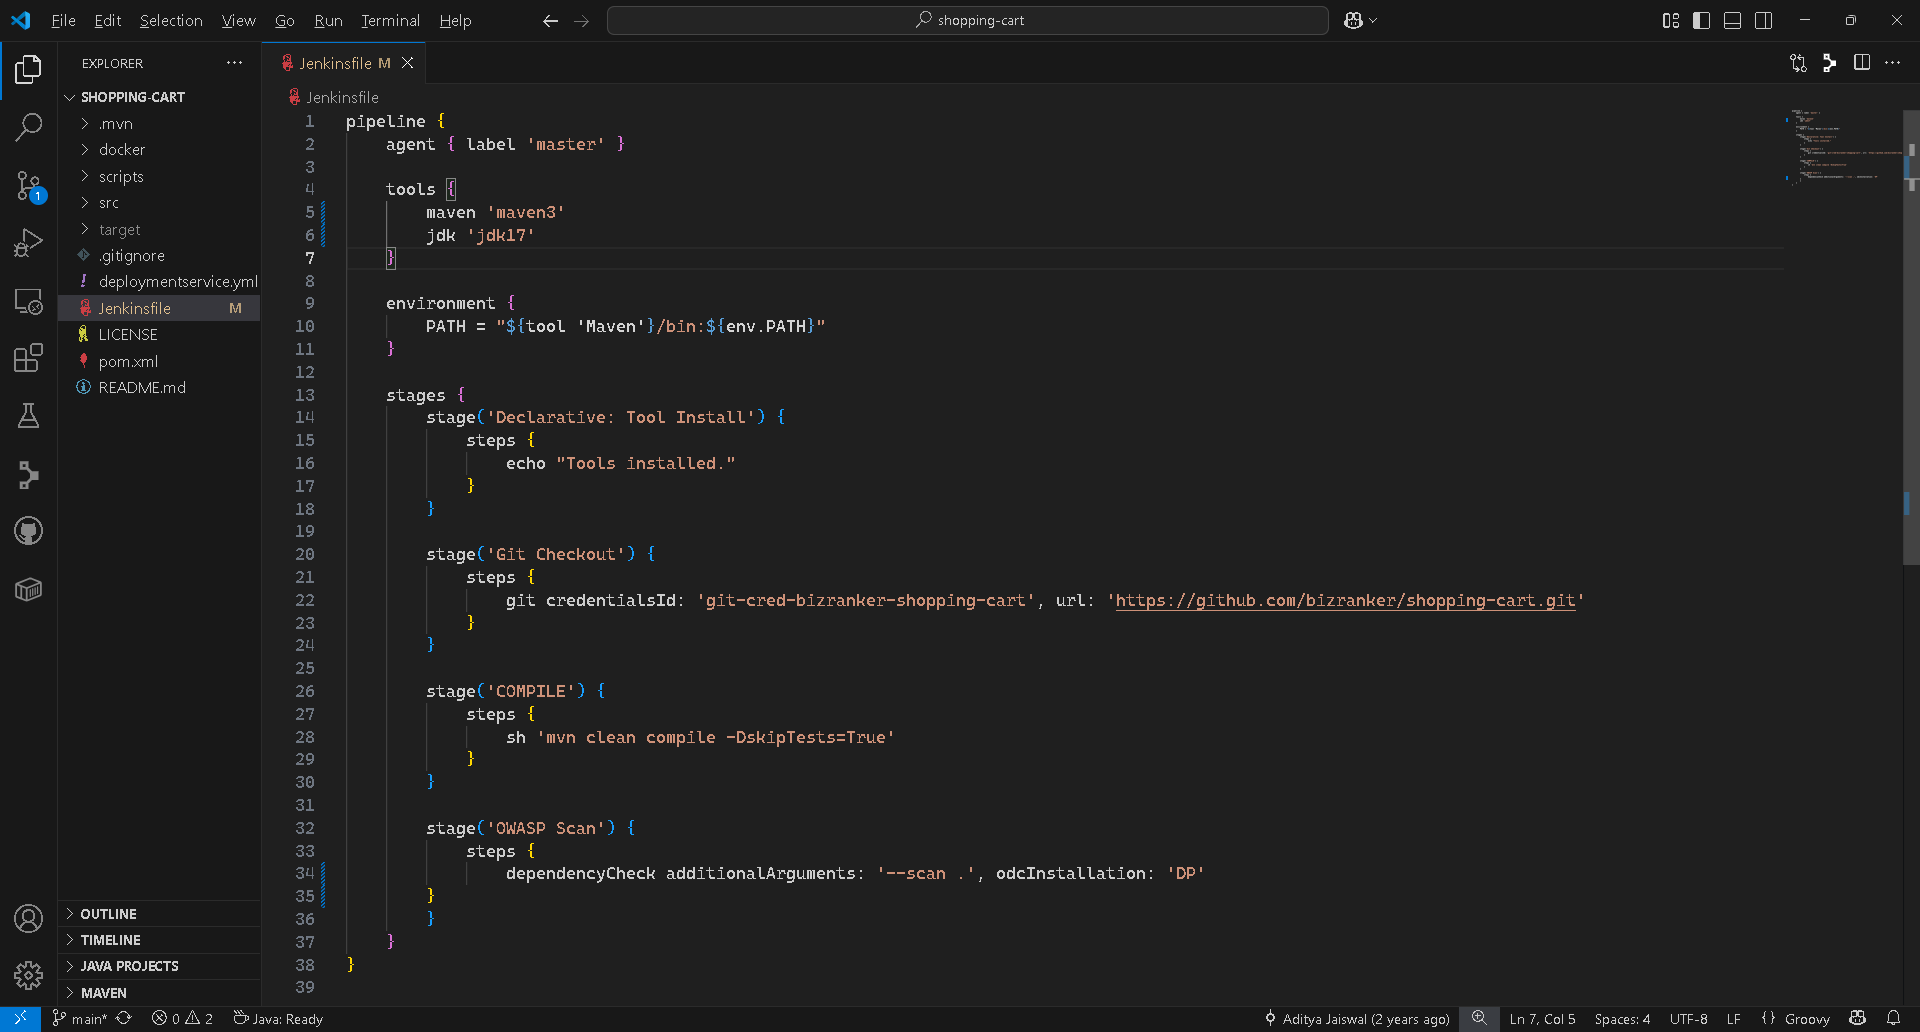 File Edit Selection View Go Run Terminal Help
shopping-cart
EXPLORER
Jenkinsfile M
SHOPPING-CART
.mvn
docker
scripts
src
target
.gitignore
deploymentservice.yml
Jenkinsfile M
LICENSE
pom.xml
README.md
OUTLINE
TIMELINE
JAVA PROJECTS
MAVEN
1
Jenkinsfile
1 pipeline {
2     agent { label 'master' }
3
4     tools {
5         maven 'maven3'
6         jdk 'jdk17'
7     }
8
9     environment {
10         PATH = "${tool 'Maven'}/bin:${env.PATH}"
11     }
12
13     stages {
14         stage('Declarative: Tool Install') {
15             steps {
16                 echo "Tools installed."
17             }
18         }
19
20         stage('Git Checkout') {
21             steps {
22                 git credentialsId: 'git-cred-bizranker-shopping-cart', url: 'https://github.com/bizranker/shopping-cart.git'
23             }
24         }
25
26         stage('COMPILE') {
27             steps {
28                 sh 'mvn clean compile -DskipTests=True'
29             }
30         }
31
32         stage('OWASP Scan') {
33             steps {
34                 dependencyCheck additionalArguments: '--scan .', odcInstallation: 'DP'
35         }
36         }
37     }
38 }
39
main* 0 2 Java: Ready
Aditya Jaiswal (2 years ago) Ln 7, Col 5 Spaces: 4 UTF-8 LF {} Groovy